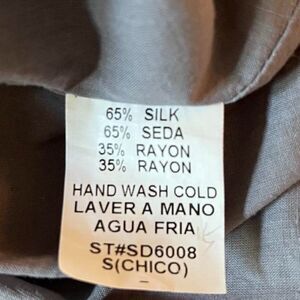 65% SILK
65% SEDA
35% RAYON
35% RAYON
HAND WASH COLD
LAVER A MANO
AGUA FRIA
ST#SD6008
S(CHICO)
–